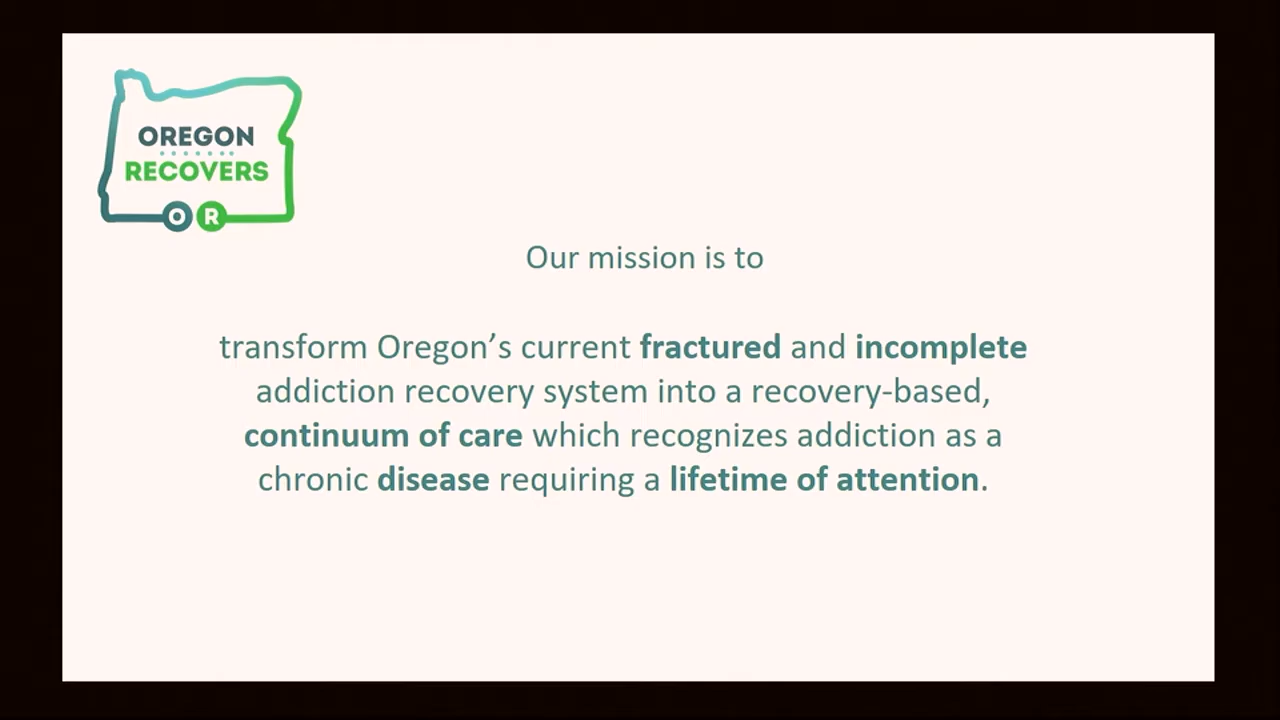 OREGON
RECOVERS
O R
Our mission is to
transform Oregon’s current fractured and incomplete
addiction recovery system into a recovery-based,
continuum of care which recognizes addiction as a
chronic disease requiring a lifetime of attention.